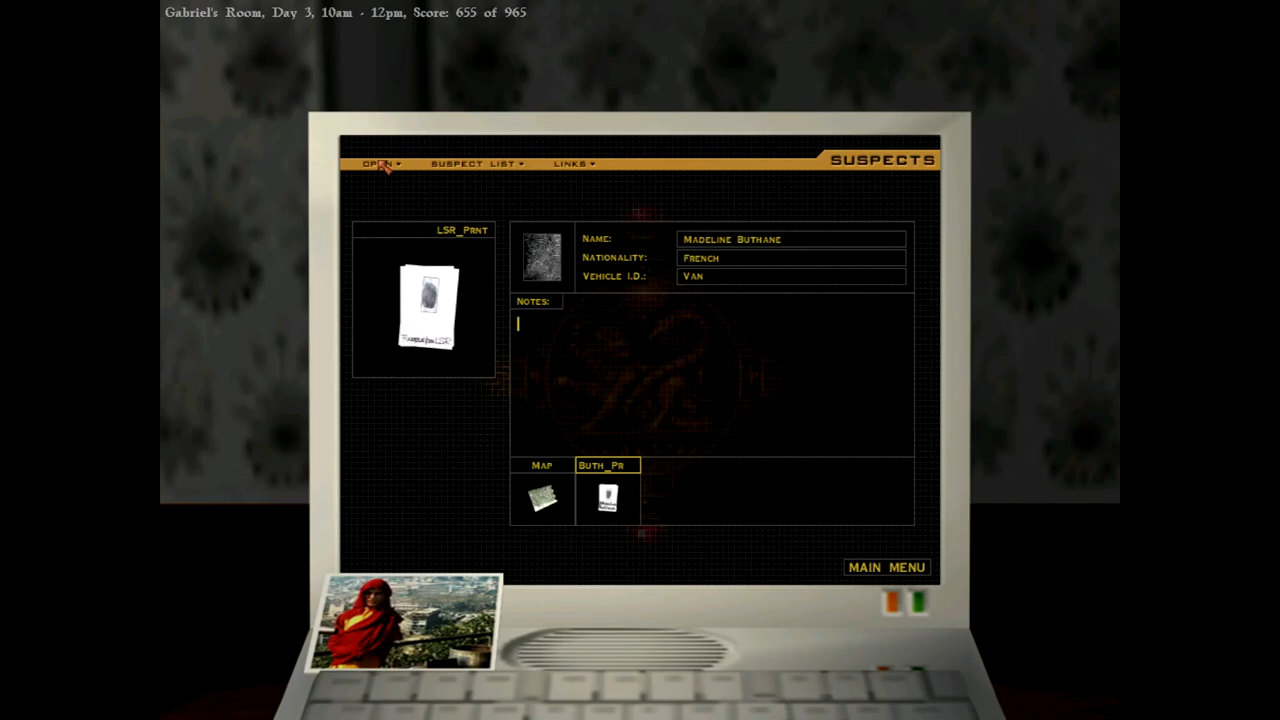 Gabriel's Room, Day 3, 10am - 12pm, Score: 655 of 965
OPEN SUSPECT LIST LINKS SUSPECTS
LSR_PRNT
NAME: MADELINE BUTHANE
NATIONALITY: FRENCH
VEHICLE I.D.: VAN
NOTES:
MAP BUTH_PR
MAIN MENU